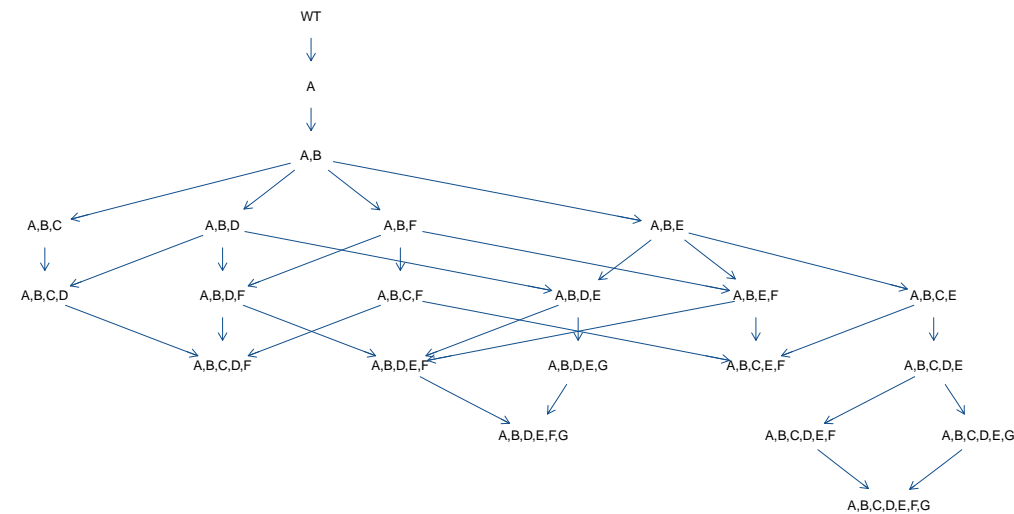 WT
A
A,B
A,B,C
A,B,D
A,B,F
A,B,E
A,B,C,D
A,B,D,F
A,B,C,F
A,B,D,E
A,B,E,F
A,B,C,E
A,B,C,D,F
A,B,D,E,F
A,B,D,E,G
A,B,C,E,F
A,B,C,D,E
A,B,D,E,F,G
A,B,C,D,E,F
A,B,C,D,E,G
A,B,C,D,E,F,G